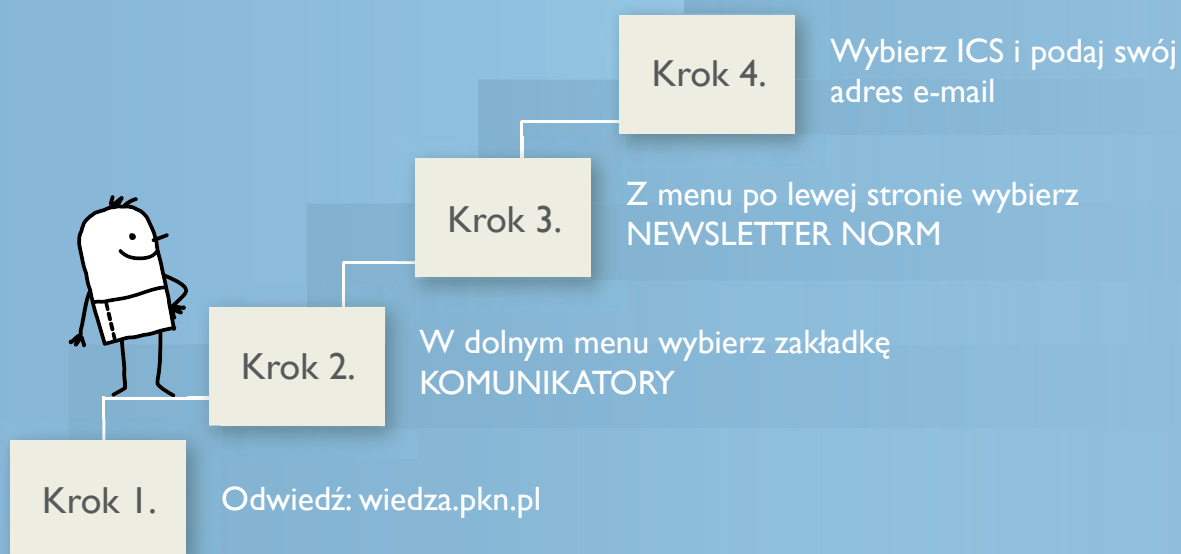 Krok 4.
Wybierz ICS i podaj swój
adres e-mail
Krok 3.
Z menu po lewej stronie wybierz
NEWSLETTER NORM
Krok 2.
W dolnym menu wybierz zakładkę
KOMUNIKATORY
Krok 1.
Odwiedź: wiedza.pkn.pl